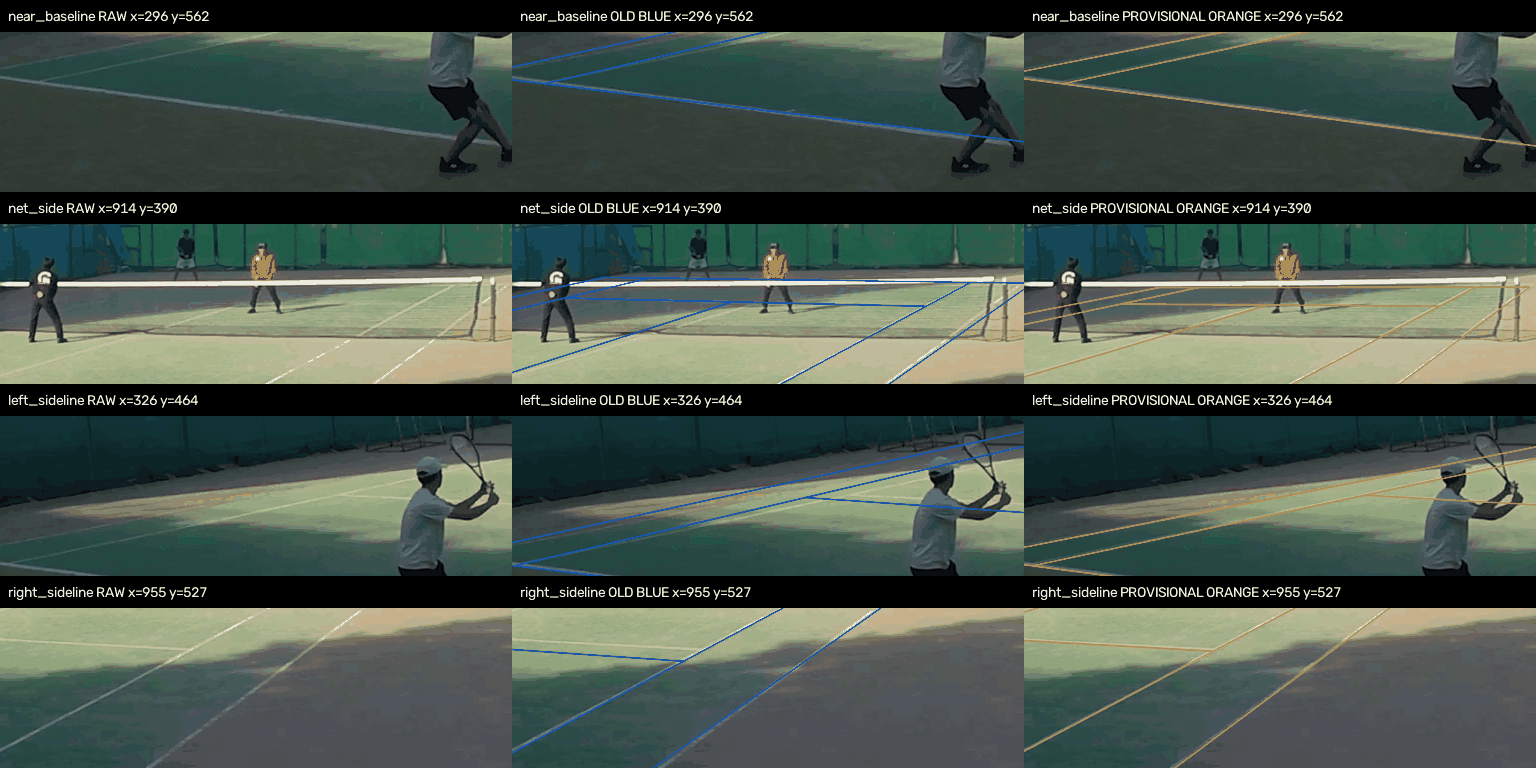 near_baseline RAW x=296 y=562
near_baseline OLD BLUE x=296 y=562
near_baseline PROVISIONAL ORANGE x=296 y=562
net_side RAW x=914 y=390
net_side OLD BLUE x=914 y=390
net_side PROVISIONAL ORANGE x=914 y=390
left_sideline RAW x=326 y=464
left_sideline OLD BLUE x=326 y=464
left_sideline PROVISIONAL ORANGE x=326 y=464
right_sideline RAW x=955 y=527
right_sideline OLD BLUE x=955 y=527
right_sideline PROVISIONAL ORANGE x=955 y=527